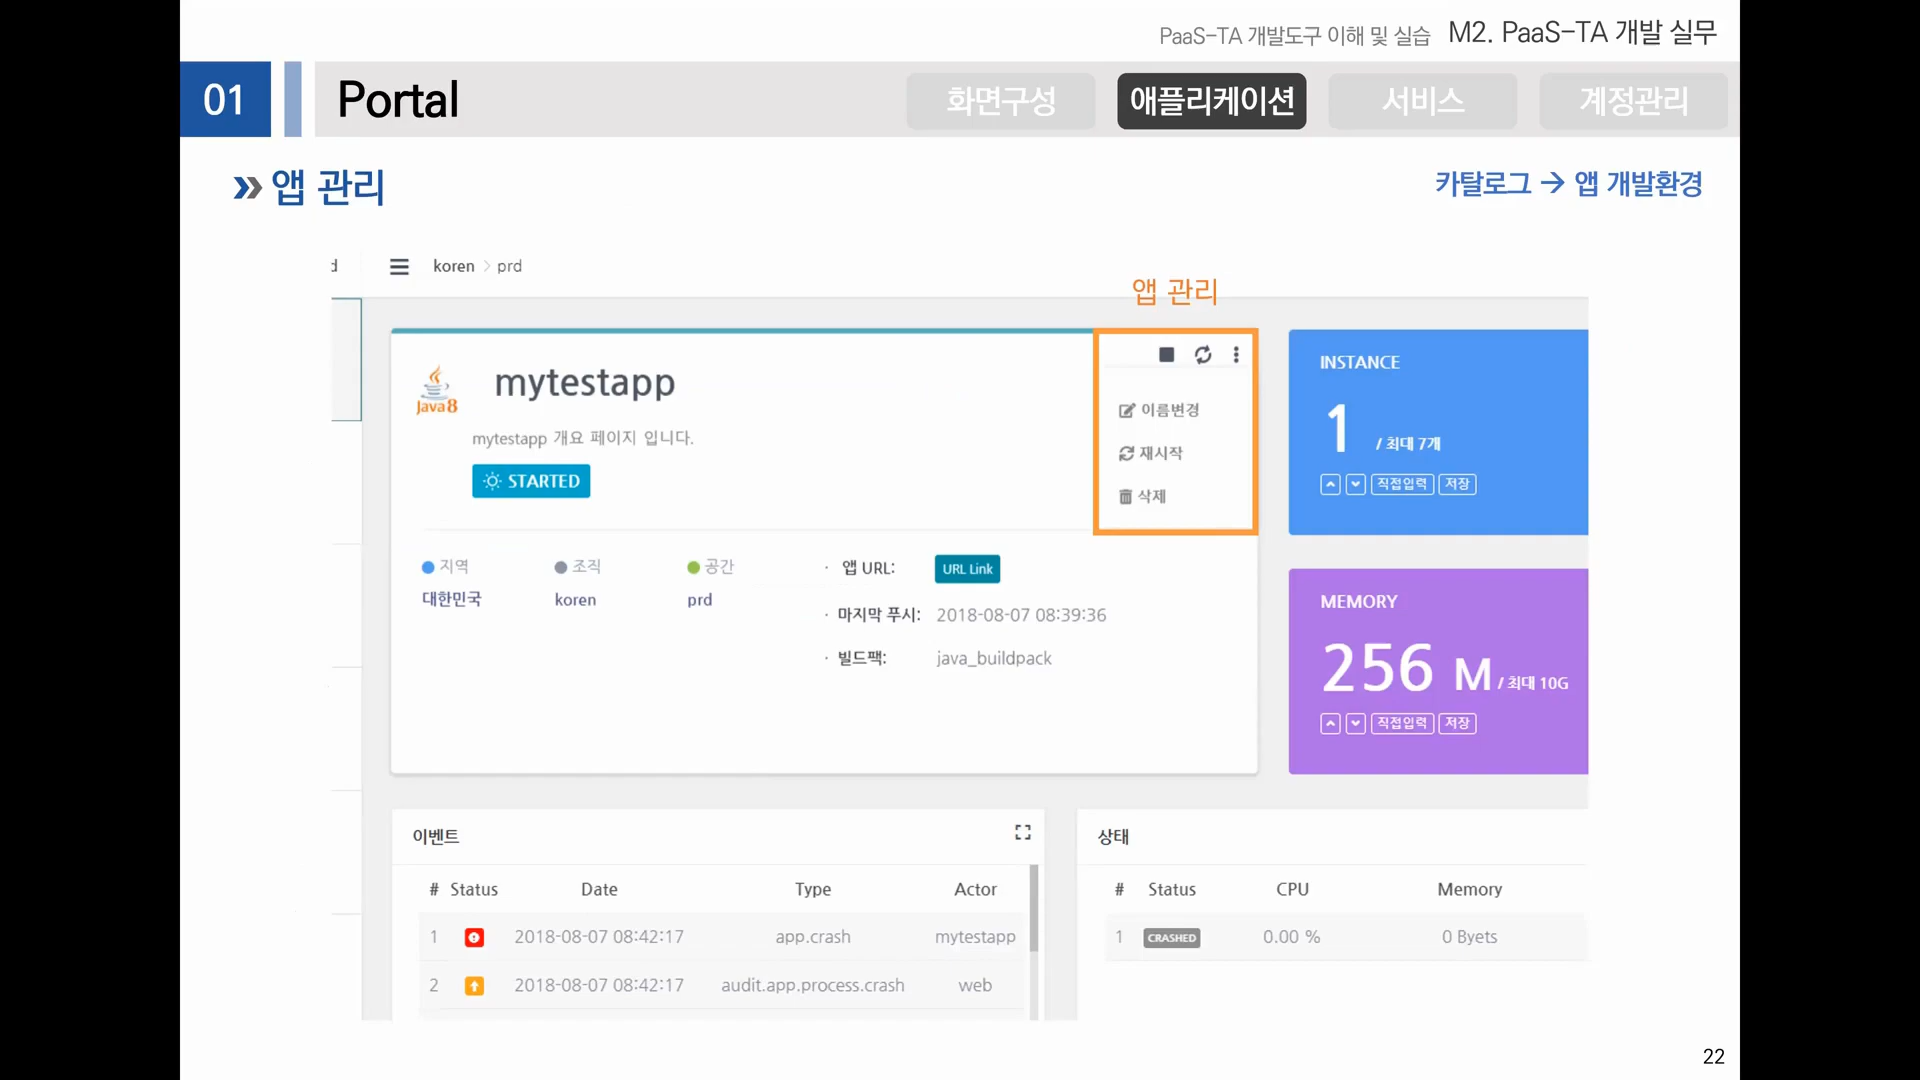 PaaS-TA 개발도구 이해 및 실습 M2. PaaS-TA 개발 실무
01 Portal 화면구성 애플리케이션 서비스 계정관리
앱 관리
카탈로그 → 앱 개발환경
koren > prd
앱 관리
mytestapp
Java8
mytestapp 개요 페이지 입니다.
STARTED
이름변경
재시작
삭제
지역 조직 공간
대한민국 koren prd
· 앱 URL: URL Link
· 마지막 푸시: 2018-08-07 08:39:36
· 빌드팩: java_buildpack
INSTANCE
1 / 최대 7개
직접입력 저장
MEMORY
256 M / 최대 10G
직접입력 저장
이벤트
# Status Date Type Actor
1 2018-08-07 08:42:17 app.crash mytestapp
2 2018-08-07 08:42:17 audit.app.process.crash web
상태
# Status CPU Memory
1 CRASHED 0.00 % 0 Byets
22